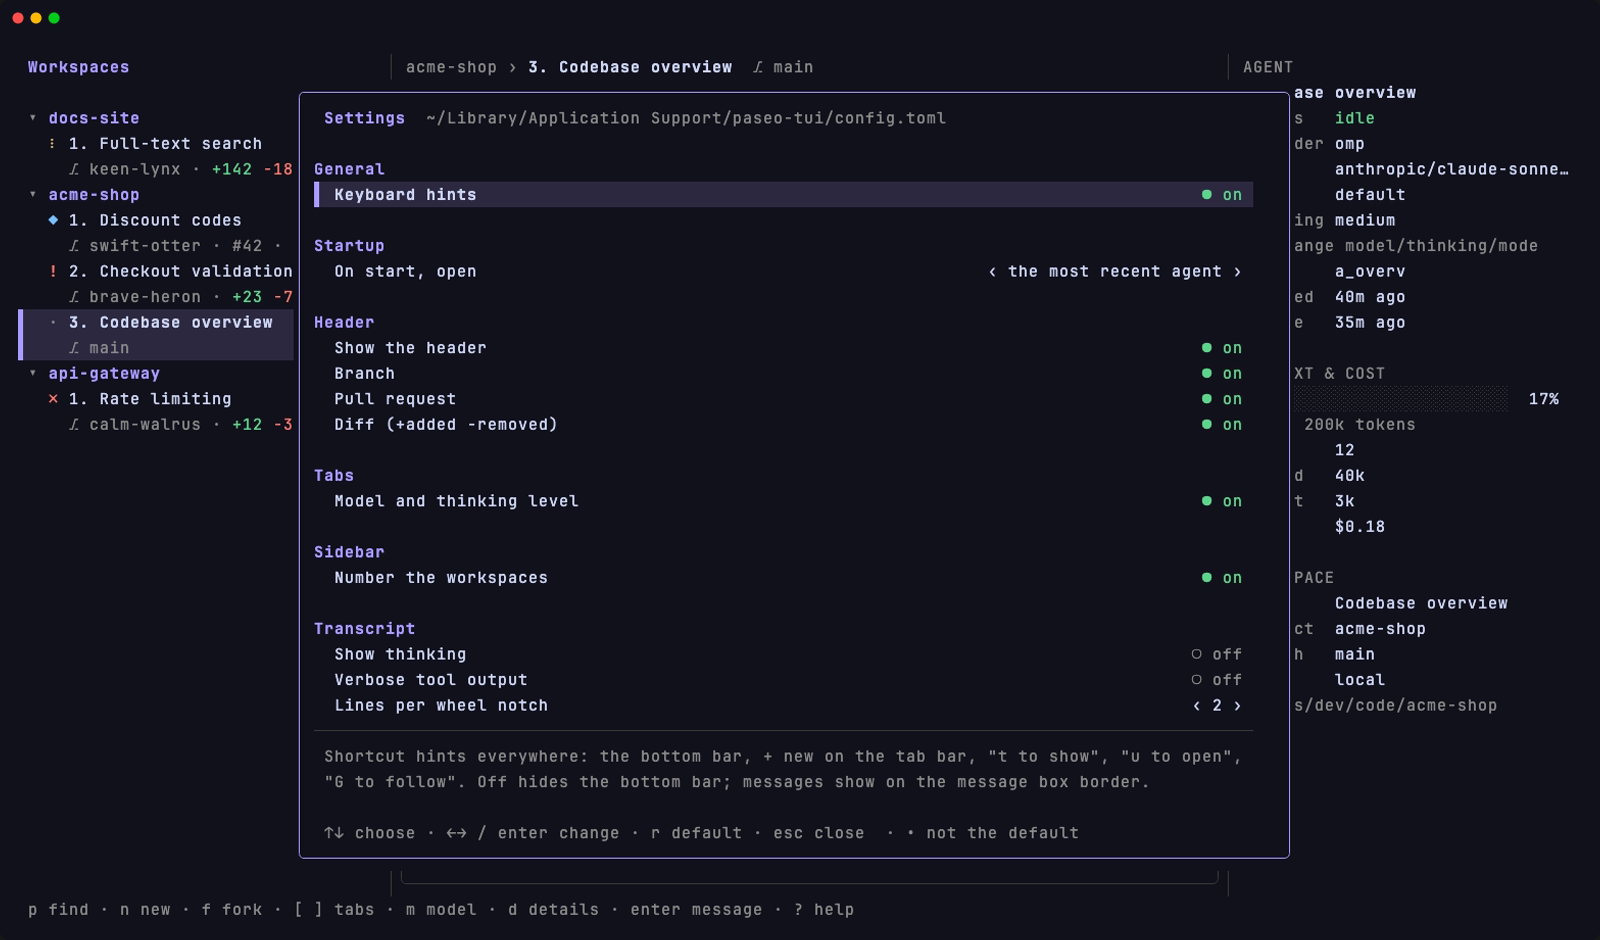 Workspaces
acme-shop › 3. Codebase overview ⎇ main
AGENT
▾ docs-site
⠇ 1. Full-text search
keen-lynx · +142 -18
▾ acme-shop
◆ 1. Discount codes
swift-otter · #42 ·
! 2. Checkout validation
brave-heron · +23 -7
· 3. Codebase overview
main
▾ api-gateway
✕ 1. Rate limiting
calm-walrus · +12 -3
Settings ~/Library/Application Support/paseo-tui/config.toml
General
Keyboard hints ● on
Startup
On start, open ‹ the most recent agent ›
Header
Show the header ● on
Branch ● on
Pull request ● on
Diff (+added -removed) ● on
Tabs
Model and thinking level ● on
Sidebar
Number the workspaces ● on
Transcript
Show thinking ○ off
Verbose tool output ○ off
Lines per wheel notch ‹ 2 ›
Shortcut hints everywhere: the bottom bar, + new on the tab bar, "t to show", "u to open",
"G to follow". Off hides the bottom bar; messages show on the message box border.
↑↓ choose · ←→ / enter change · r default · esc close · • not the default
ase overview
s idle
der omp
anthropic/claude-sonne…
default
ing medium
ange model/thinking/mode
a_overv
ed 40m ago
e 35m ago
XT & COST
17%
200k tokens
12
d 40k
t 3k
$0.18
PACE
Codebase overview
ct acme-shop
h main
local
s/dev/code/acme-shop
p find · n new · f fork · [ ] tabs · m model · d details · enter message · ? help